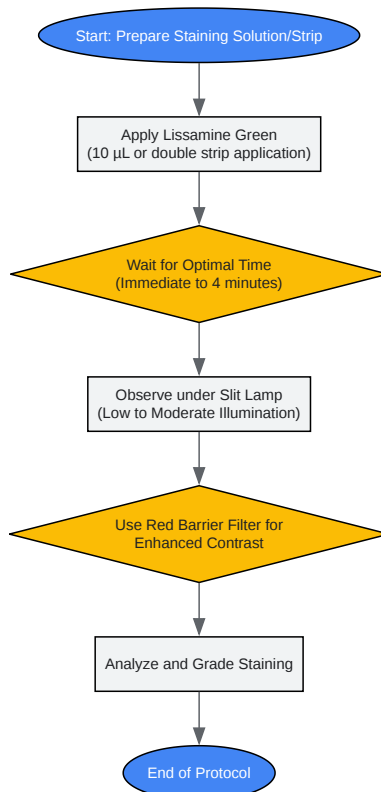 Start: Prepare Staining Solution/Strip
Apply Lissamine Green
(10 µL or double strip application)
Wait for Optimal Time
(Immediate to 4 minutes)
Observe under Slit Lamp
(Low to Moderate Illumination)
Use Red Barrier Filter for
Enhanced Contrast
Analyze and Grade Staining
End of Protocol